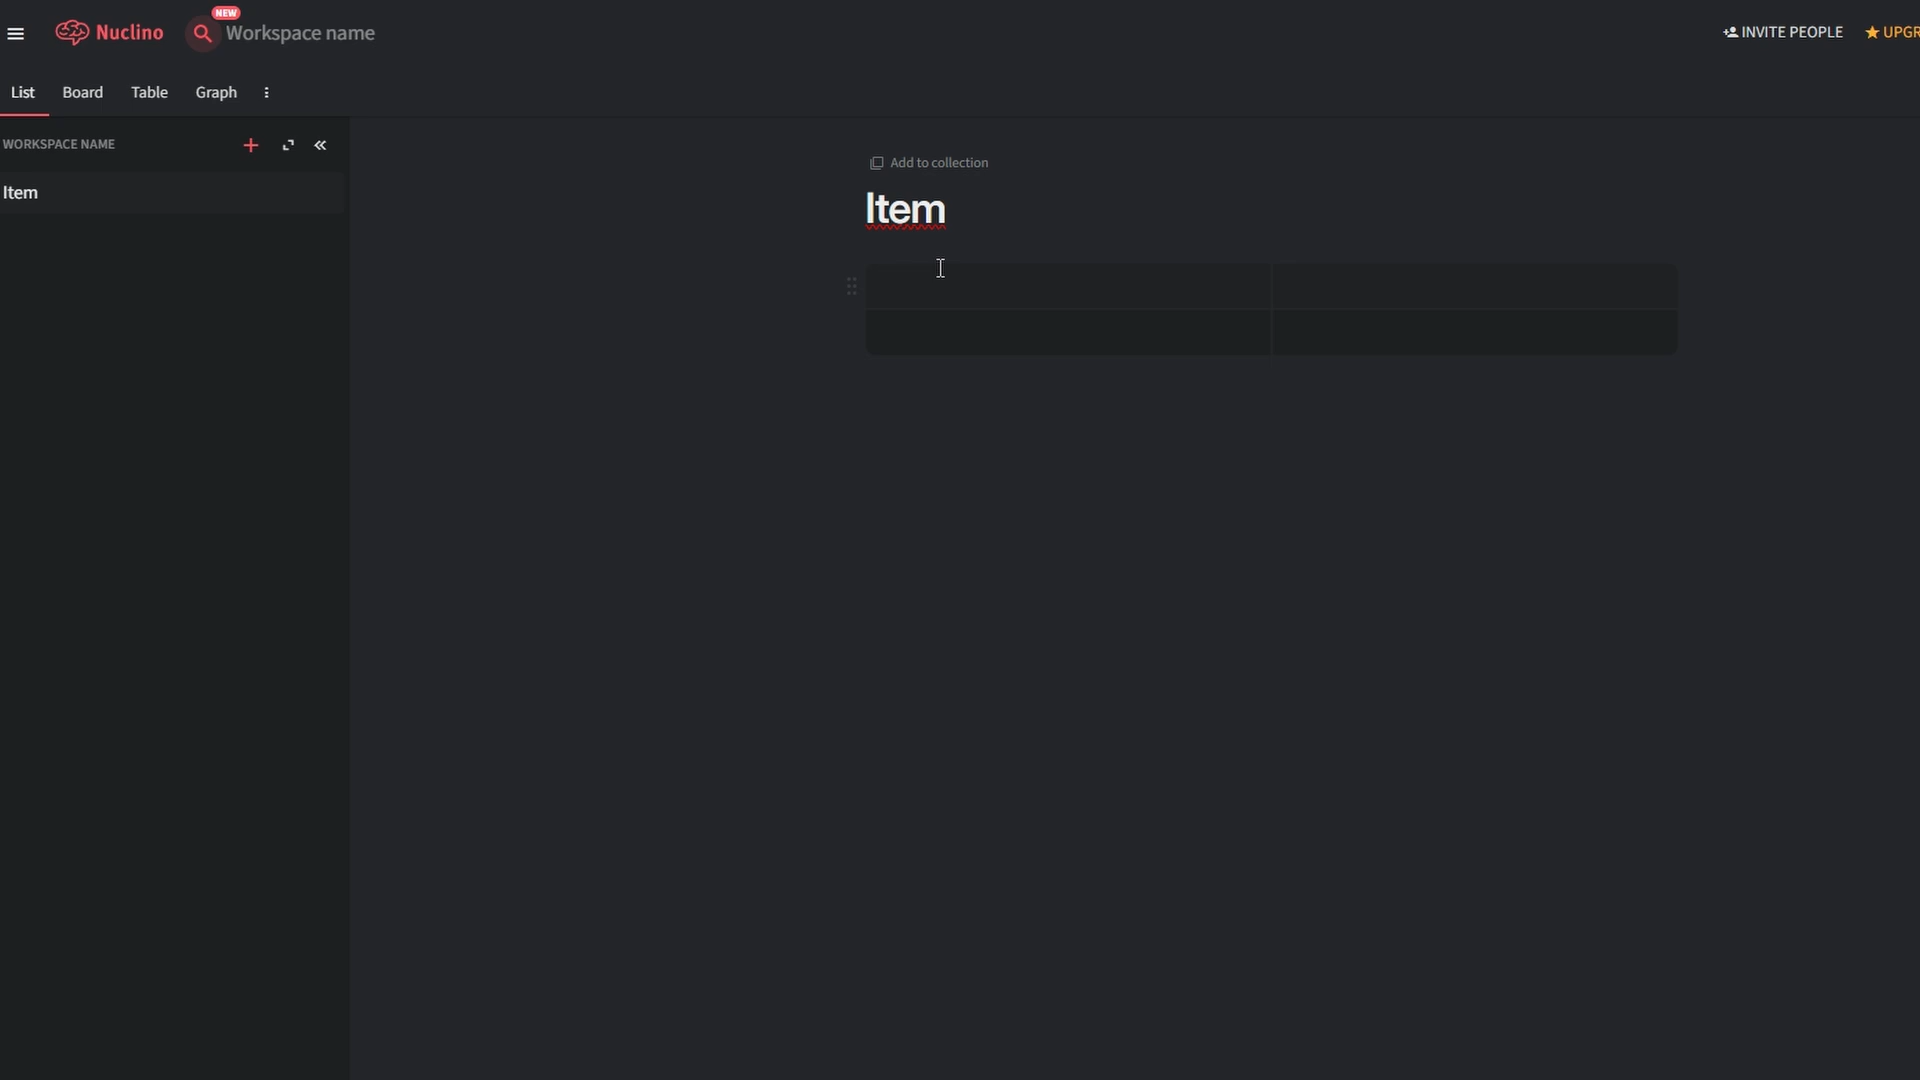 NEW
Nuclino
Workspace name
INVITE PEOPLE
UPGR
List
Board
Table
Graph
WORKSPACE NAME
Item
Add to collection
Item